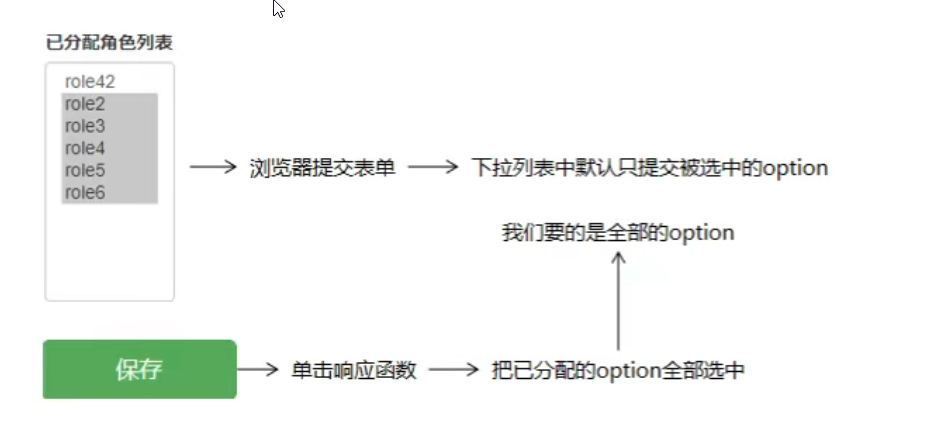 已分配角色列表
role42
role2
role3
role4
role5
role6
浏览器提交表单
下拉列表中默认只提交被选中的option
我们要的是全部的option
保存
单击响应函数
把已分配的option全部选中